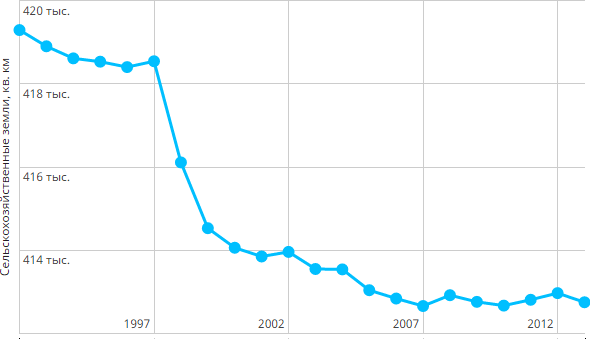 Сельскохозяйственные земли, кв. км
420 тыс.
418 тыс.
416 тыс.
414 тыс.
1997
2002
2007
2012